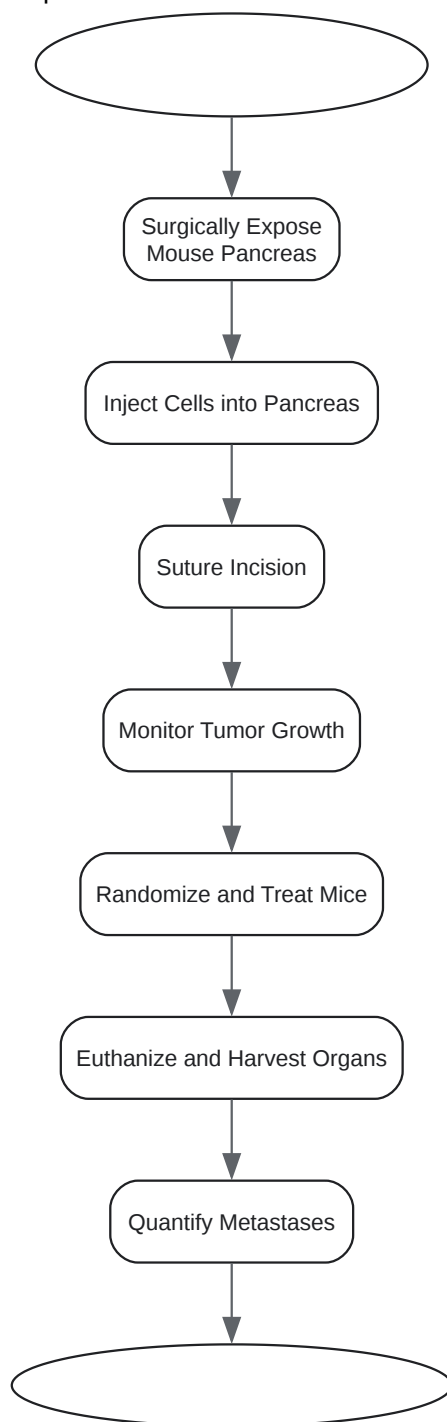 Surgically Expose
Mouse Pancreas
Inject Cells into Pancreas
Suture Incision
Monitor Tumor Growth
Randomize and Treat Mice
Euthanize and Harvest Organs
Quantify Metastases